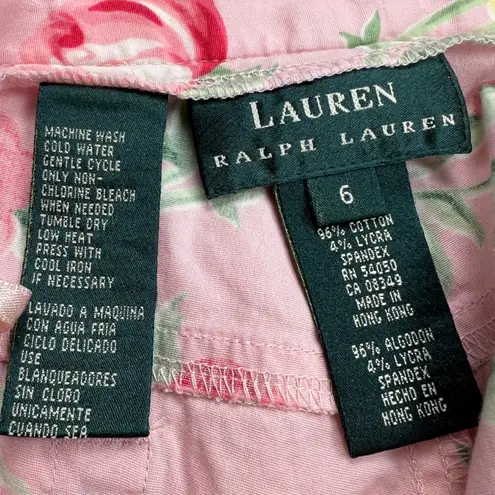 MACHINE WASH
COLD WATER
GENTLE CYCLE
ONLY NON-
CHLORINE BLEACH
WHEN NEEDED
TUMBLE DRY
LOW HEAT
PRESS WITH
COOL IRON
IF NECESSARY
LAVADO A MAQUINA
CON AGUA FRIA
CICLO DELICADO
USE
BLANQUEADORES
SIN CLORO
UNICAMENTE
CUANDO SEA
LAUREN
RALPH LAUREN
6
96% COTTON
4% LYCRA
SPANDEX
RN 54050
CA 08349
MADE IN
HONG KONG
96% ALGODON
4% LYCRA
SPANDEX
HECHO EN
HONG KONG